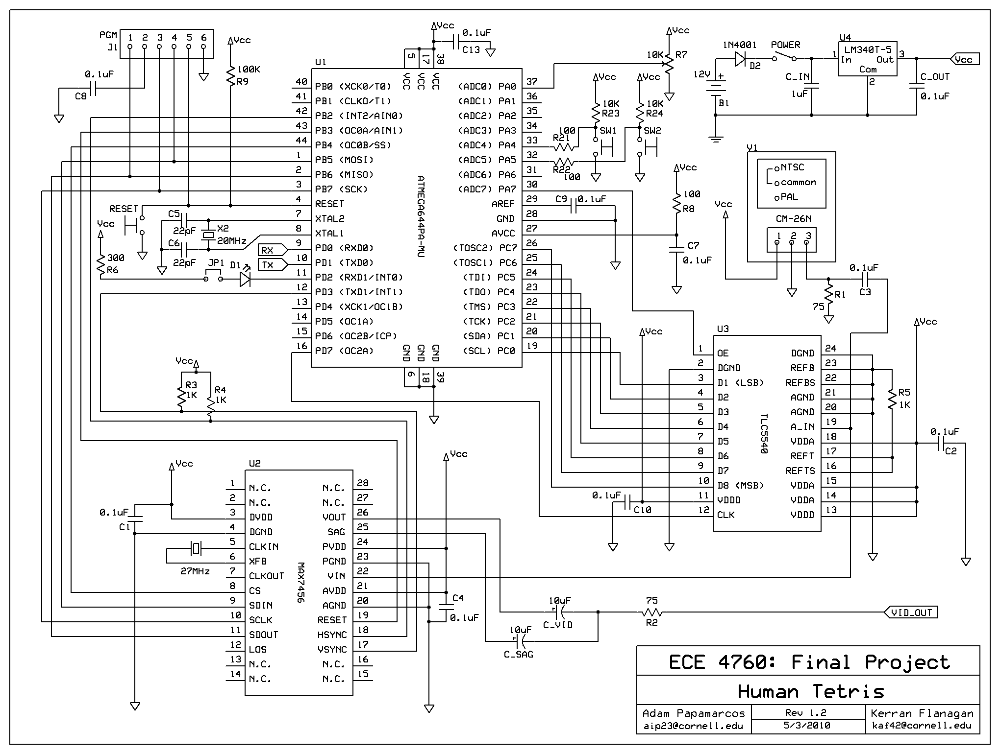 PGM
J1
1 2 3 4 5 6
0.1uF
C8
Vcc
100K
R9
RESET
Vcc
300
R6
C5
22pF
C6
22pF
X2
20MHz
JP1
D1
RX
TX
U1
ATMEGA644PA-MU
Vcc
0.1uF
C13
5 17 38
VCC VCC VCC
40 PB0 (XCK0/T0)
41 PB1 (CLKO/T1)
42 PB2 (INT2/AIN0)
43 PB3 (OC0A/AIN1)
44 PB4 (OC0B/SS)
1 PB5 (MOSI)
2 PB6 (MISO)
3 PB7 (SCK)
4 RESET
7 XTAL2
8 XTAL1
9 PD0 (RXD0)
10 PD1 (TXD0)
11 PD2 (RXD1/INT0)
12 PD3 (TXD1/INT1)
13 PD4 (XCK1/OC1B)
14 PD5 (OC1A)
15 PD6 (OC2B/ICP)
16 PD7 (OC2A)
(ADC0) PA0 37
(ADC1) PA1 36
(ADC2) PA2 35
(ADC3) PA3 34
(ADC4) PA4 33
(ADC5) PA5 32
(ADC6) PA6 31
(ADC7) PA7 30
AREF 29
GND 28
AVCC 27
(TOSC2) PC7 26
(TOSC1) PC6 25
(TDI) PC5 24
(TDO) PC4 23
(TMS) PC3 22
(TCK) PC2 21
(SDA) PC1 20
(SCL) PC0 19
GND GND GND
6 18 39
Vcc
10K R7
Vcc
10K
R23
SW1
Vcc
10K
R24
SW2
100
R21
R22
100
C9 0.1uF
Vcc
100
R8
C7
0.1uF
12V
+
B1
1N4001
D2
POWER
C_IN
1uF
U4
LM340T-5
1 In Out 3
Com
2
Vcc
C_OUT
0.1uF
V1
NTSC
common
PAL
CM-26N
1 2 3
Vcc
R1
75
0.1uF
C3
U3
TLC5540
1 OE
2 DGND
3 D1 (LSB)
4 D2
5 D3
6 D4
7 D5
8 D6
9 D7
10 D8 (MSB)
11 VDDD
12 CLK
DGND 24
REFB 23
REFBS 22
AGND 21
AGND 20
A_IN 19
VDDA 18
REFT 17
REFTS 16
VDDA 15
VDDA 14
VDDD 13
Vcc
0.1uF
C10
Vcc
R5
1K
0.1uF
C2
Vcc
R3
1K
R4
1K
Vcc
0.1uF
C1
27MHz
U2
MAX7456
1 N.C.
2 N.C.
3 DVDD
4 DGND
5 CLKIN
6 XFB
7 CLKOUT
8 CS
9 SDIN
10 SCLK
11 SDOUT
12 LOS
13 N.C.
14 N.C.
N.C. 28
N.C. 27
VOUT 26
SAG 25
PVDD 24
PGND 23
VIN 22
AVDD 21
AGND 20
RESET 19
HSYNC 18
VSYNC 17
N.C. 16
N.C. 15
Vcc
C4
0.1uF
10uF
+
C_VID
10uF
+
C_SAG
75
R2
VID_OUT
ECE 4760: Final Project
Human Tetris
Adam Papamarcos
aip23@cornell.edu
Rev 1.2
5/3/2010
Kerran Flanagan
kaf42@cornell.edu